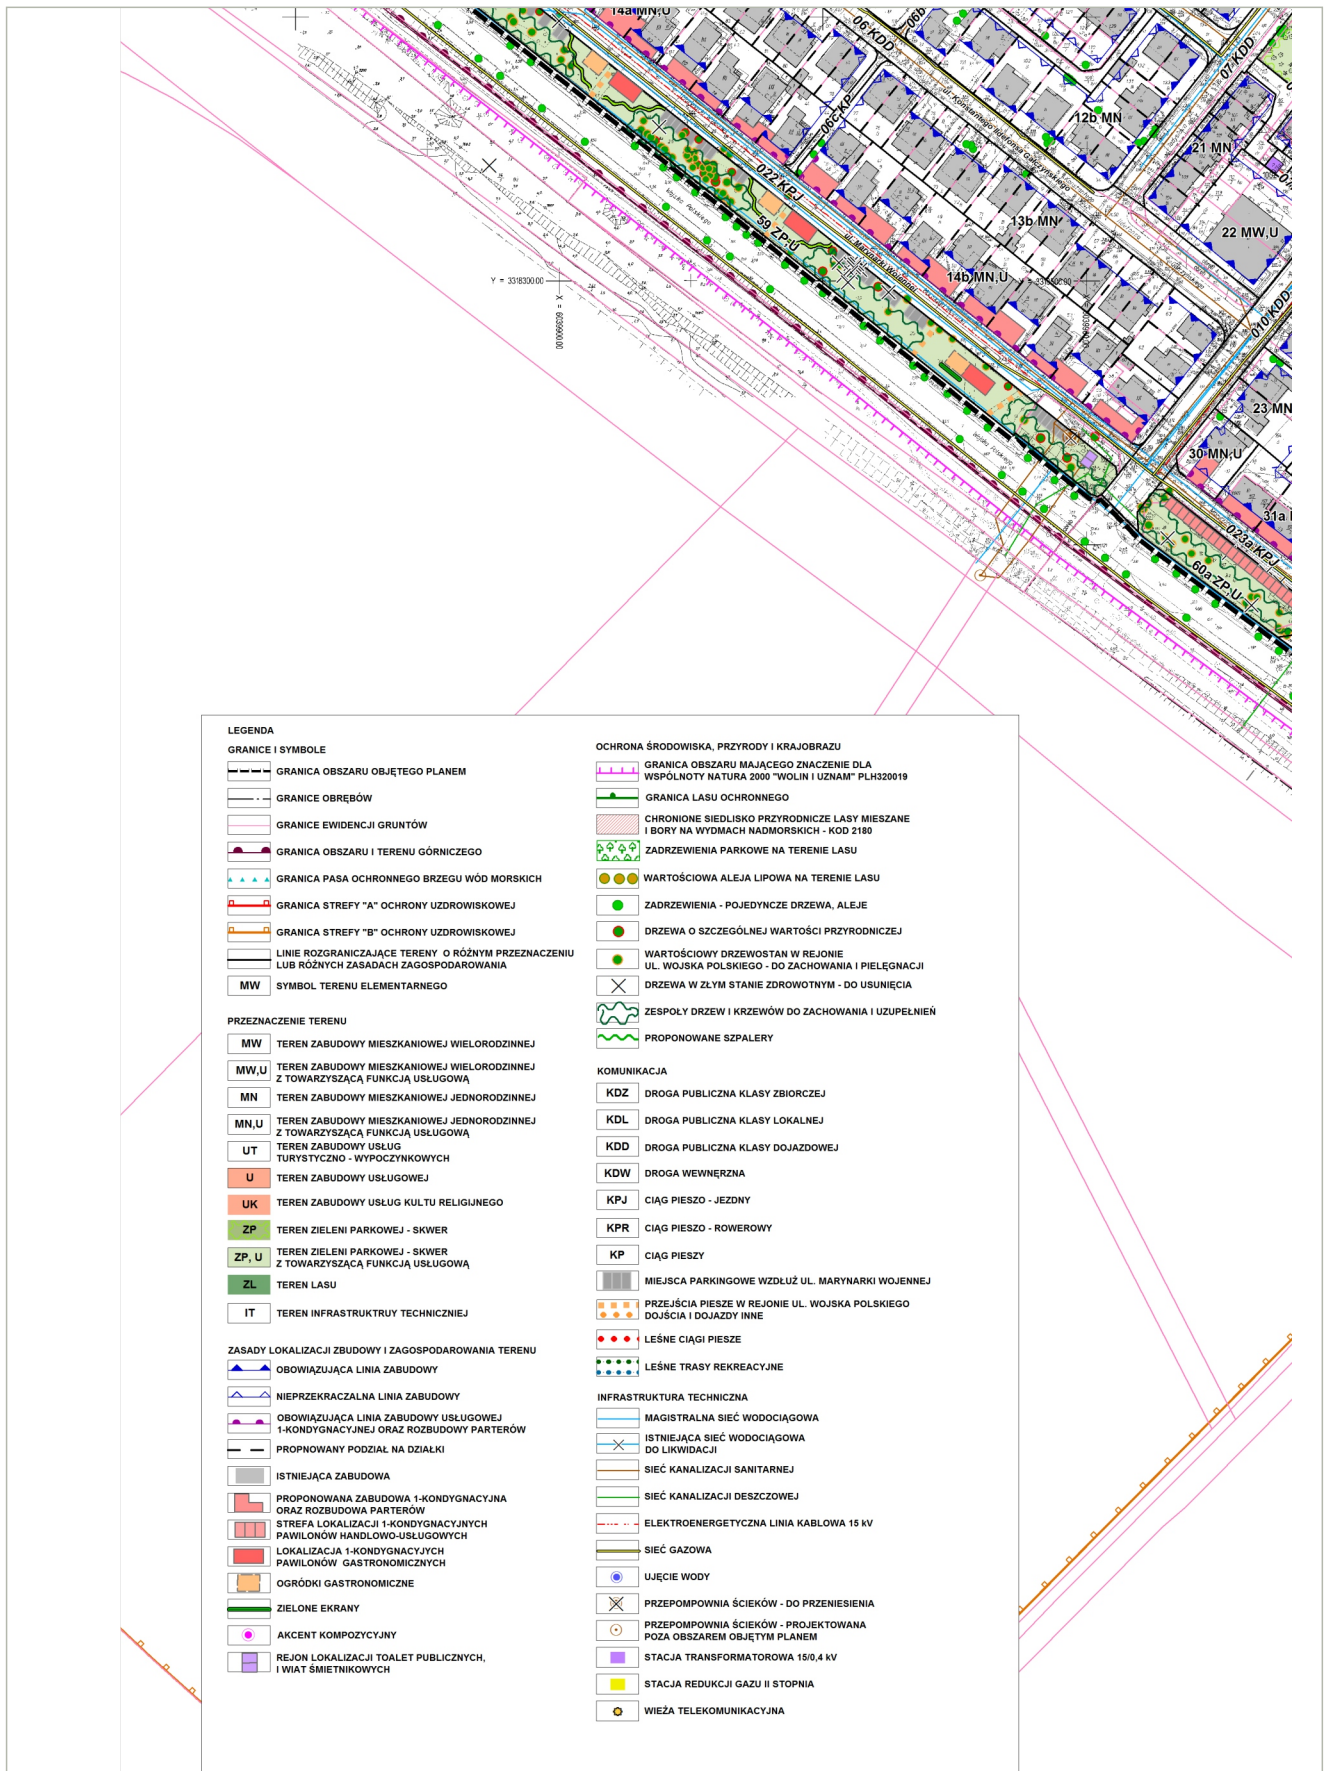 14a MN,U
06 KDD
06b
07 KDD
06c KP
12b MN
21 MN
022 KPJ
13b MN
22 MW,U
59 ZP,U
ul. Marynarki Wojennej
14b MN,U
Y = 3318300.00
010 KDD
23 MN
30 MN,U
31a
023a KPJ
60a ZP,U
LEGENDA
GRANICE I SYMBOLE
GRANICA OBSZARU OBJĘTEGO PLANEM
GRANICE OBRĘBÓW
GRANICE EWIDENCJI GRUNTÓW
GRANICA OBSZARU I TERENU GÓRNICZEGO
GRANICA PASA OCHRONNEGO BRZEGU WÓD MORSKICH
GRANICA STREFY "A" OCHRONY UZDROWISKOWEJ
GRANICA STREFY "B" OCHRONY UZDROWISKOWEJ
LINIE ROZGRANICZAJĄCE TERENY O RÓŻNYM PRZEZNACZENIU
LUB RÓŻNYCH ZASADACH ZAGOSPODAROWANIA
MW SYMBOL TERENU ELEMENTARNEGO
PRZEZNACZENIE TERENU
MW TEREN ZABUDOWY MIESZKANIOWEJ WIELORODZINNEJ
MW,U TEREN ZABUDOWY MIESZKANIOWEJ WIELORODZINNEJ
Z TOWARZYSZĄCĄ FUNKCJĄ USŁUGOWĄ
MN TEREN ZABUDOWY MIESZKANIOWEJ JEDNORODZINNEJ
MN,U TEREN ZABUDOWY MIESZKANIOWEJ JEDNORODZINNEJ
Z TOWARZYSZĄCĄ FUNKCJĄ USŁUGOWĄ
UT TEREN ZABUDOWY USŁUG
TURYSTYCZNO - WYPOCZYNKOWYCH
U TEREN ZABUDOWY USŁUGOWEJ
UK TEREN ZABUDOWY USŁUG KULTU RELIGIJNEGO
ZP TEREN ZIELENI PARKOWEJ - SKWER
ZP, U TEREN ZIELENI PARKOWEJ - SKWER
Z TOWARZYSZĄCĄ FUNKCJĄ USŁUGOWĄ
ZL TEREN LASU
IT TEREN INFRASTRUKTRUY TECHNICZNIEJ
ZASADY LOKALIZACJI ZBUDOWY I ZAGOSPODAROWANIA TERENU
OBOWIĄZUJĄCA LINIA ZABUDOWY
NIEPRZEKRACZALNA LINIA ZABUDOWY
OBOWIĄZUJĄCA LINIA ZABUDOWY USŁUGOWEJ
1-KONDYGNACYJNEJ ORAZ ROZBUDOWY PARTERÓW
PROPNOWANY PODZIAŁ NA DZIAŁKI
ISTNIEJĄCA ZABUDOWA
PROPONOWANA ZABUDOWA 1-KONDYGNACYJNA
ORAZ ROZBUDOWA PARTERÓW
STREFA LOKALIZACJI 1-KONDYGNACYJNYCH
PAWILONÓW HANDLOWO-USŁUGOWYCH
LOKALIZACJA 1-KONDYGNACYJYCH
PAWILONÓW GASTRONOMICZNYCH
OGRÓDKI GASTRONOMICZNE
ZIELONE EKRANY
AKCENT KOMPOZYCYJNY
REJON LOKALIZACJI TOALET PUBLICZNYCH,
I WIAT ŚMIETNIKOWYCH
OCHRONA ŚRODOWISKA, PRZYRODY I KRAJOBRAZU
GRANICA OBSZARU MAJĄCEGO ZNACZENIE DLA
WSPÓLNOTY NATURA 2000 "WOLIN I UZNAM" PLH320019
GRANICA LASU OCHRONNEGO
CHRONIONE SIEDLISKO PRZYRODNICZE LASY MIESZANE
I BORY NA WYDMACH NADMORSKICH - KOD 2180
ZADRZEWIENIA PARKOWE NA TERENIE LASU
WARTOŚCIOWA ALEJA LIPOWA NA TERENIE LASU
ZADRZEWIENIA - POJEDYNCZE DRZEWA, ALEJE
DRZEWA O SZCZEGÓLNEJ WARTOŚCI PRZYRODNICZEJ
WARTOŚCIOWY DRZEWOSTAN W REJONIE
UL. WOJSKA POLSKIEGO - DO ZACHOWANIA I PIELĘGNACJI
DRZEWA W ZŁYM STANIE ZDROWOTNYM - DO USUNIĘCIA
ZESPOŁY DRZEW I KRZEWÓW DO ZACHOWANIA I UZUPEŁNIEŃ
PROPONOWANE SZPALERY
KOMUNIKACJA
KDZ DROGA PUBLICZNA KLASY ZBIORCZEJ
KDL DROGA PUBLICZNA KLASY LOKALNEJ
KDD DROGA PUBLICZNA KLASY DOJAZDOWEJ
KDW DROGA WEWNĘRZNA
KPJ CIĄG PIESZO - JEZDNY
KPR CIĄG PIESZO - ROWEROWY
KP CIĄG PIESZY
MIEJSCA PARKINGOWE WZDŁUŻ UL. MARYNARKI WOJENNEJ
PRZEJŚCIA PIESZE W REJONIE UL. WOJSKA POLSKIEGO
DOJŚCIA I DOJAZDY INNE
LEŚNE CIĄGI PIESZE
LEŚNE TRASY REKREACYJNE
INFRASTRUKTURA TECHNICZNA
MAGISTRALNA SIEĆ WODOCIĄGOWA
ISTNIEJĄCA SIEĆ WODOCIĄGOWA
DO LIKWIDACJI
SIEĆ KANALIZACJI SANITARNEJ
SIEĆ KANALIZACJI DESZCZOWEJ
ELEKTROENERGETYCZNA LINIA KABLOWA 15 kV
SIEĆ GAZOWA
UJĘCIE WODY
PRZEPOMPOWNIA ŚCIEKÓW - DO PRZENIESIENIA
PRZEPOMPOWNIA ŚCIEKÓW - PROJEKTOWANA
POZA OBSZAREM OBJĘTYM PLANEM
STACJA TRANSFORMATOROWA 15/0,4 kV
STACJA REDUKCJI GAZU II STOPNIA
WIEŻA TELEKOMUNIKACYJNA